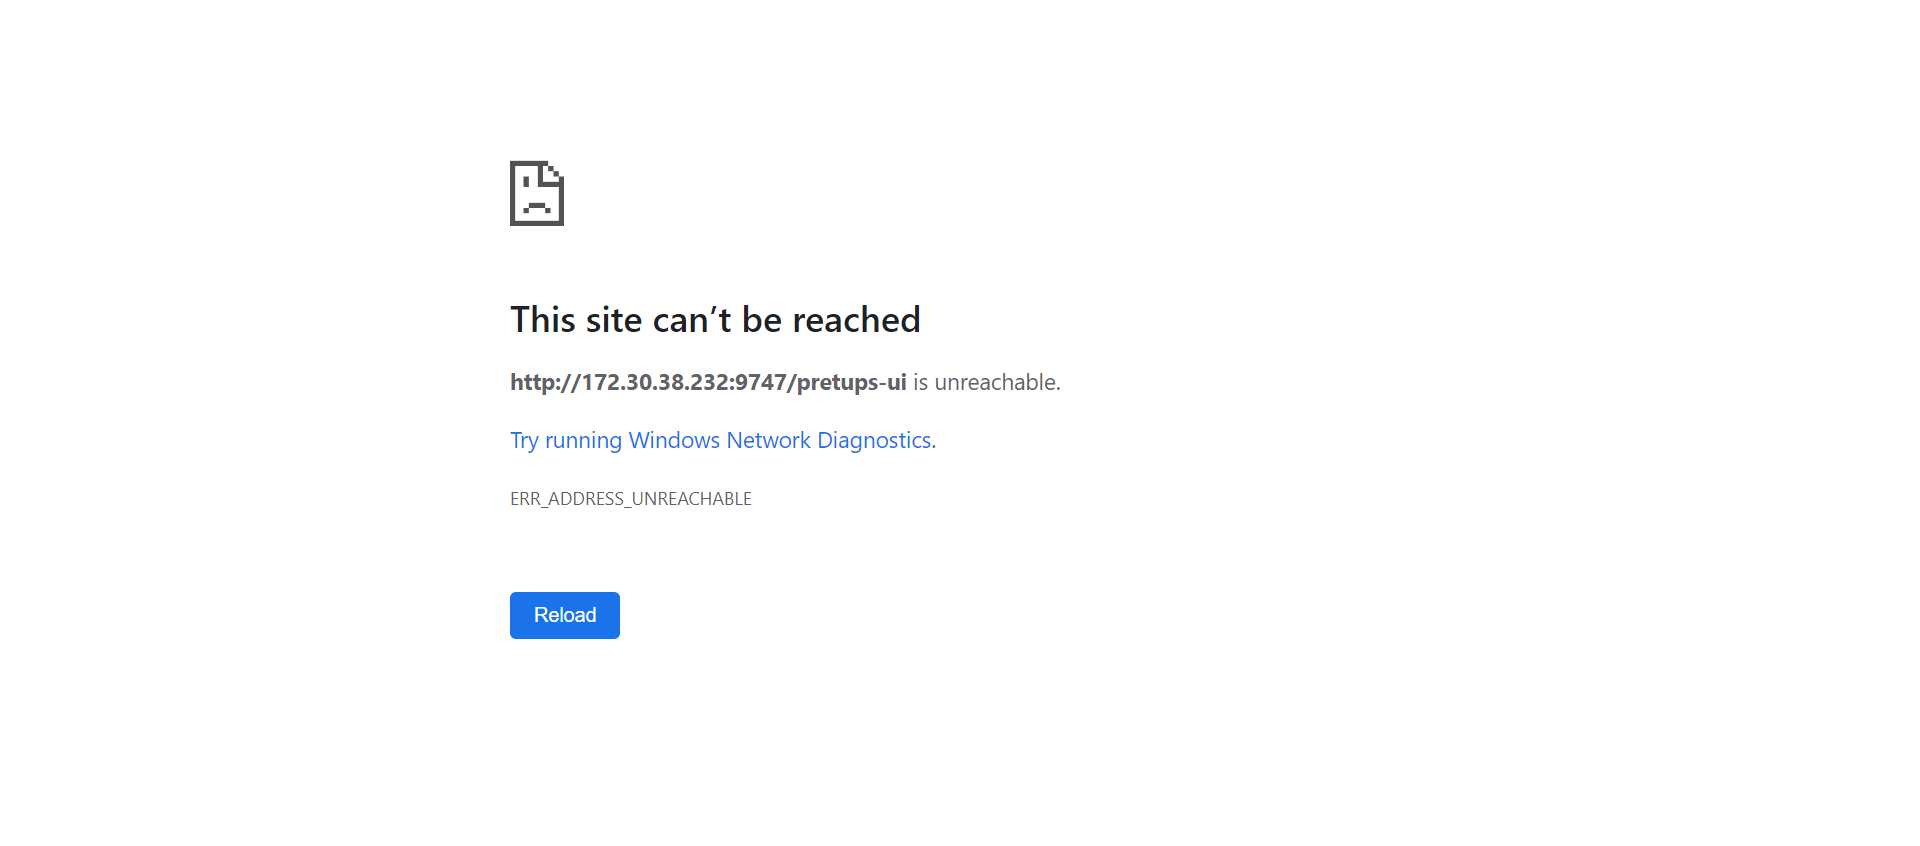 This site can’t be reached
http://172.30.38.232:9747/pretups-ui is unreachable.
Try running Windows Network Diagnostics.
ERR_ADDRESS_UNREACHABLE
Reload